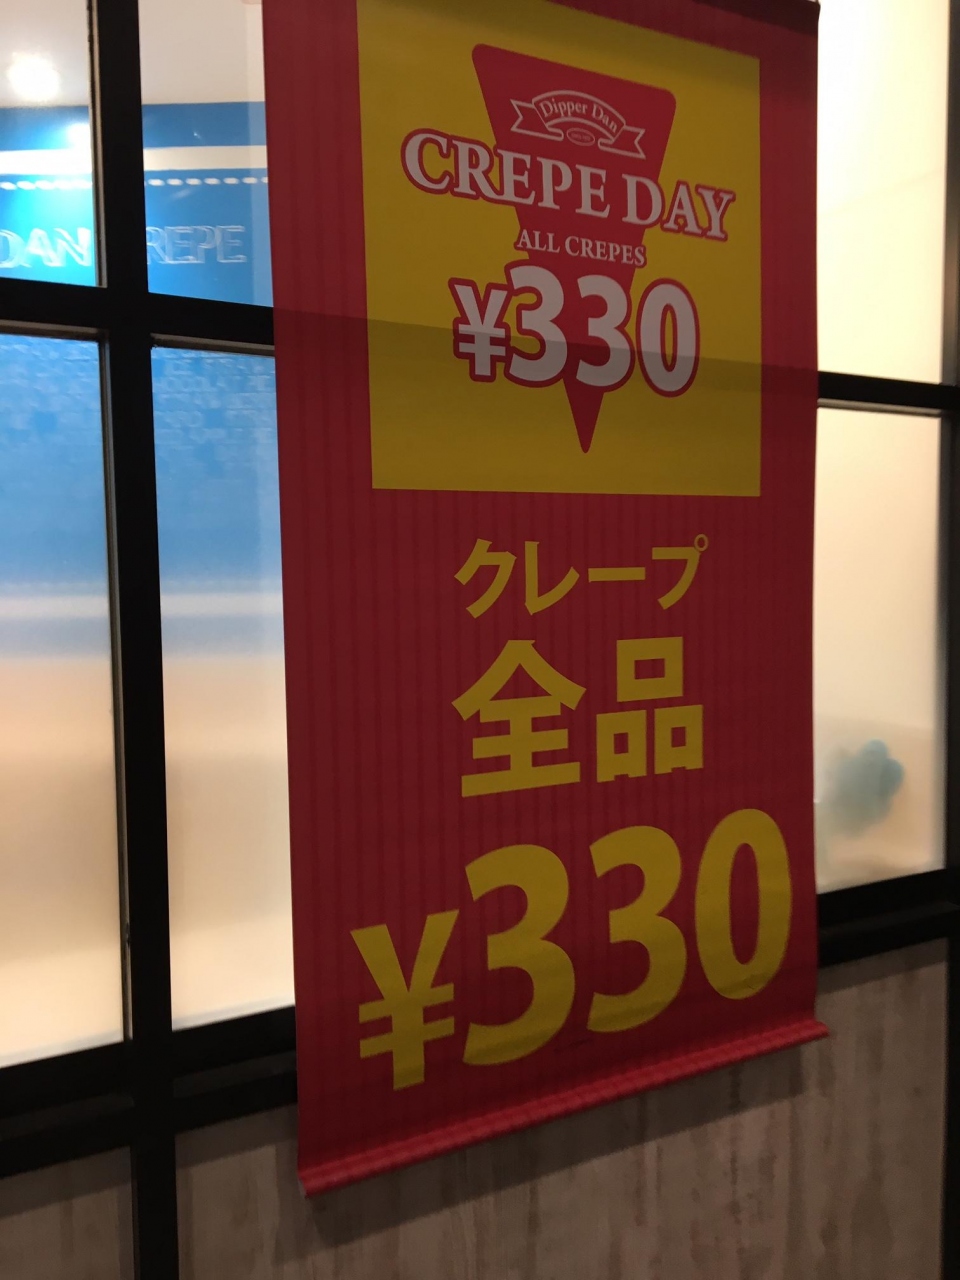 Dipper Dan
CREPE DAY
ALL CREPES
¥330
クレープ
全品
¥330
DAN CREPE